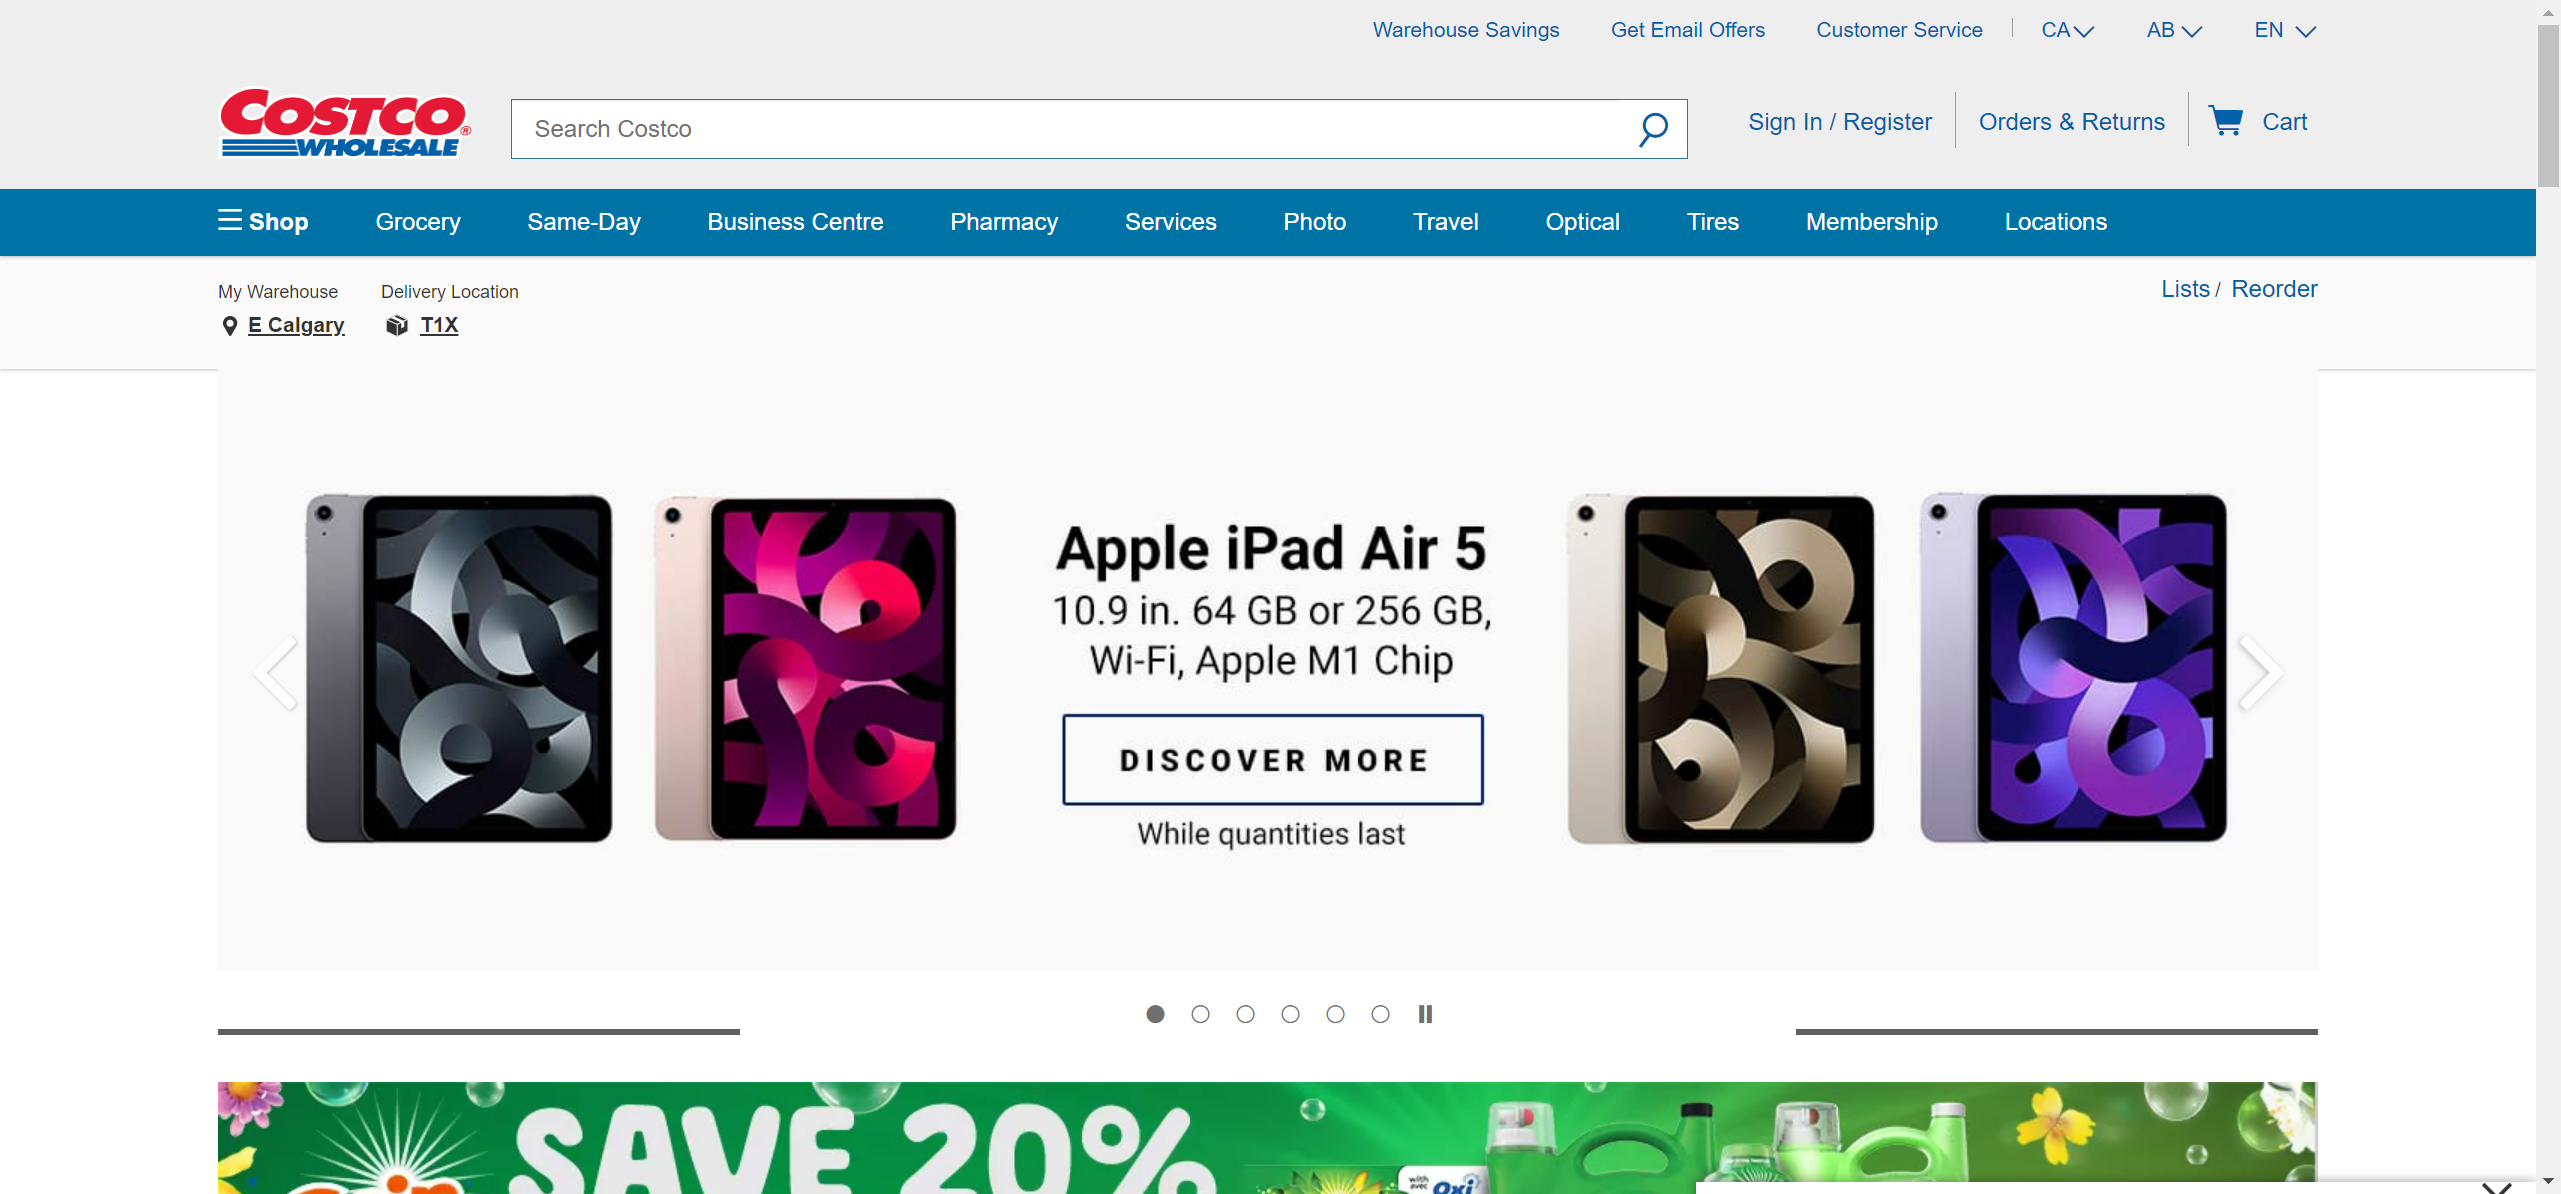 Warehouse Savings Get Email Offers Customer Service CA AB EN
COSTCO®
WHOLESALE
Search Costco
Sign In / Register Orders & Returns Cart
Shop Grocery Same-Day Business Centre Pharmacy Services Photo Travel Optical Tires Membership Locations
My Warehouse Delivery Location
E Calgary T1X
Lists / Reorder
Apple iPad Air 5
10.9 in. 64 GB or 256 GB,
Wi-Fi, Apple M1 Chip
DISCOVER MORE
While quantities last
SAVE 20%
with
avec
Oxi